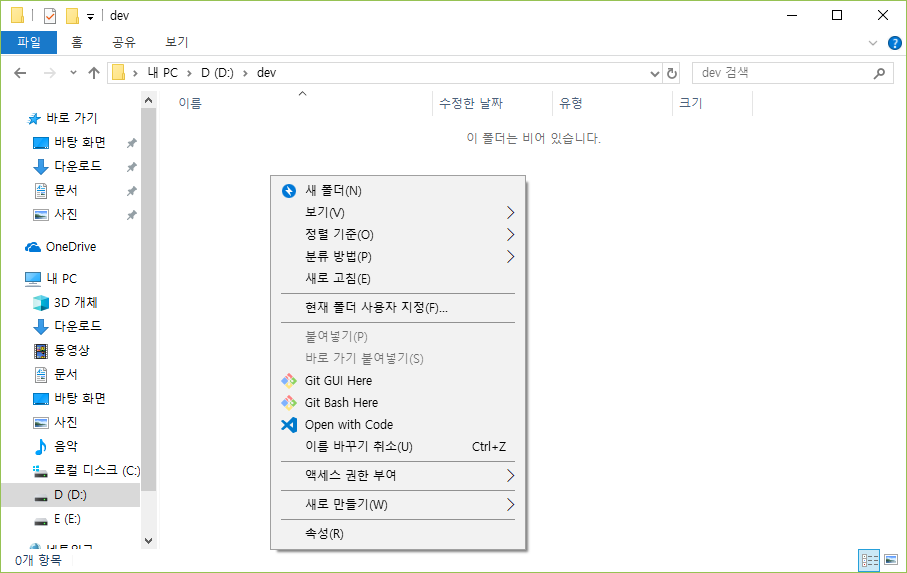 dev
파일 홈 공유 보기
내 PC D (D:) dev
dev 검색
이름 수정한 날짜 유형 크기
이 폴더는 비어 있습니다.
바로 가기
바탕 화면
다운로드
문서
사진
OneDrive
내 PC
3D 개체
다운로드
동영상
문서
바탕 화면
사진
음악
로컬 디스크 (C:)
D (D:)
E (E:)
새 폴더(N)
보기(V)
정렬 기준(O)
분류 방법(P)
새로 고침(E)
현재 폴더 사용자 지정(F)...
붙여넣기(P)
바로 가기 붙여넣기(S)
Git GUI Here
Git Bash Here
Open with Code
이름 바꾸기 취소(U) Ctrl+Z
액세스 권한 부여
새로 만들기(W)
속성(R)
0개 항목